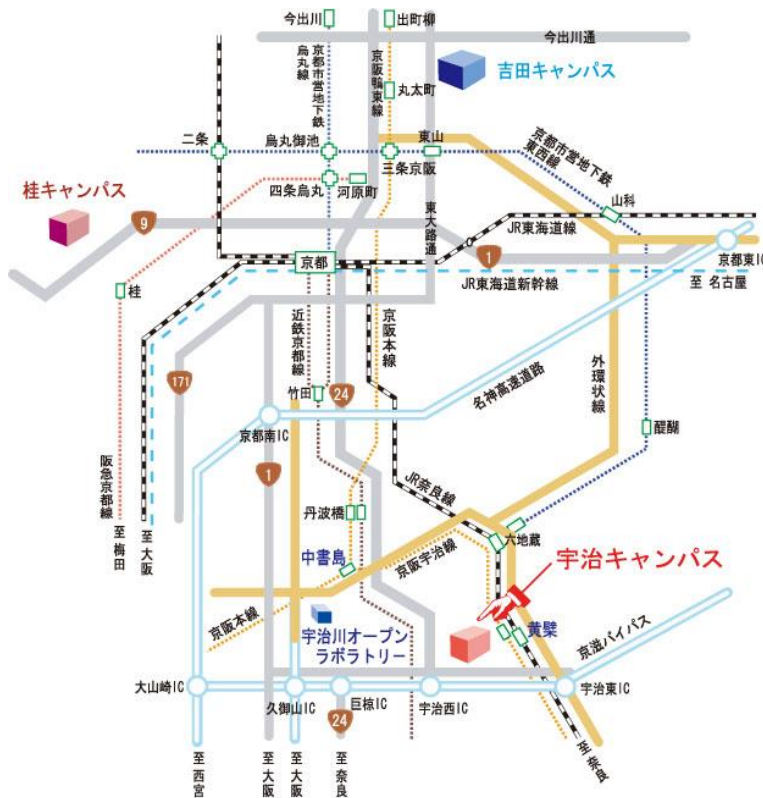 今出川
出町柳
今出川通
京都市営地下鉄
烏丸線
京阪鴨東線
吉田キャンパス
丸太町
二条
烏丸御池
東山
三条京阪
京都市営地下鉄
東西線
桂キャンパス
四条烏丸
河原町
山科
9
東大路通
JR東海道線
1
京都
京都東IC
JR東海道新幹線
至 名古屋
桂
近鉄京都線
京阪本線
外環状線
171
竹田
24
名神高速道路
京都南IC
醍醐
1
阪急京都線
JR奈良線
至梅田
至大阪
丹波橋
六地蔵
中書島
京阪宇治線
宇治キャンパス
京阪本線
宇治川オープン
ラボラトリー
黄檗
京滋バイパス
大山崎IC
久御山IC
巨椋IC
宇治西IC
宇治東IC
24
至西宮
至大阪
至大阪
至奈良
至奈良